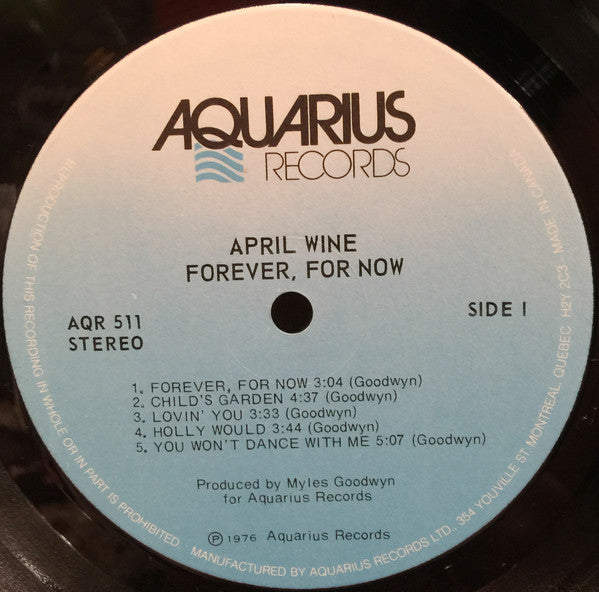 AQUARIUS
RECORDS
APRIL WINE
FOREVER, FOR NOW
AQR 511
STEREO
SIDE I
1. FOREVER, FOR NOW 3:04 (Goodwyn)
2. CHILD'S GARDEN 4:37 (Goodwyn)
3. LOVIN' YOU 3:33 (Goodwyn)
4. HOLLY WOULD 3:44 (Goodwyn)
5. YOU WON'T DANCE WITH ME 5:07 (Goodwyn)
Produced by Myles Goodwyn
for Aquarius Records
Ⓟ 1976 Aquarius Records
REPRODUCTION OF THIS RECORDING IN WHOLE OR IN PART IS PROHIBITED. MANUFACTURED BY AQUARIUS RECORDS LTD. 354 YOUVILLE ST. MONTREAL QUEBEC H2Y 2C3 - MADE IN CANADA